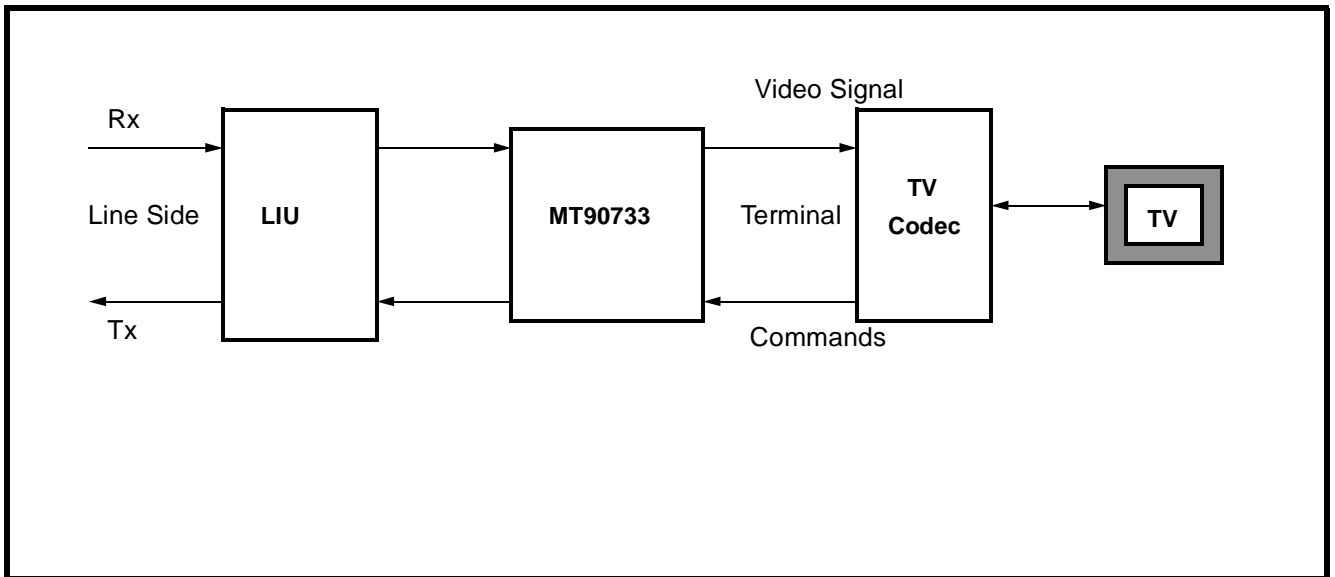 Video Signal
Rx
TV
Codec
Line Side
LIU
MT90733
Terminal
TV
Tx
Commands